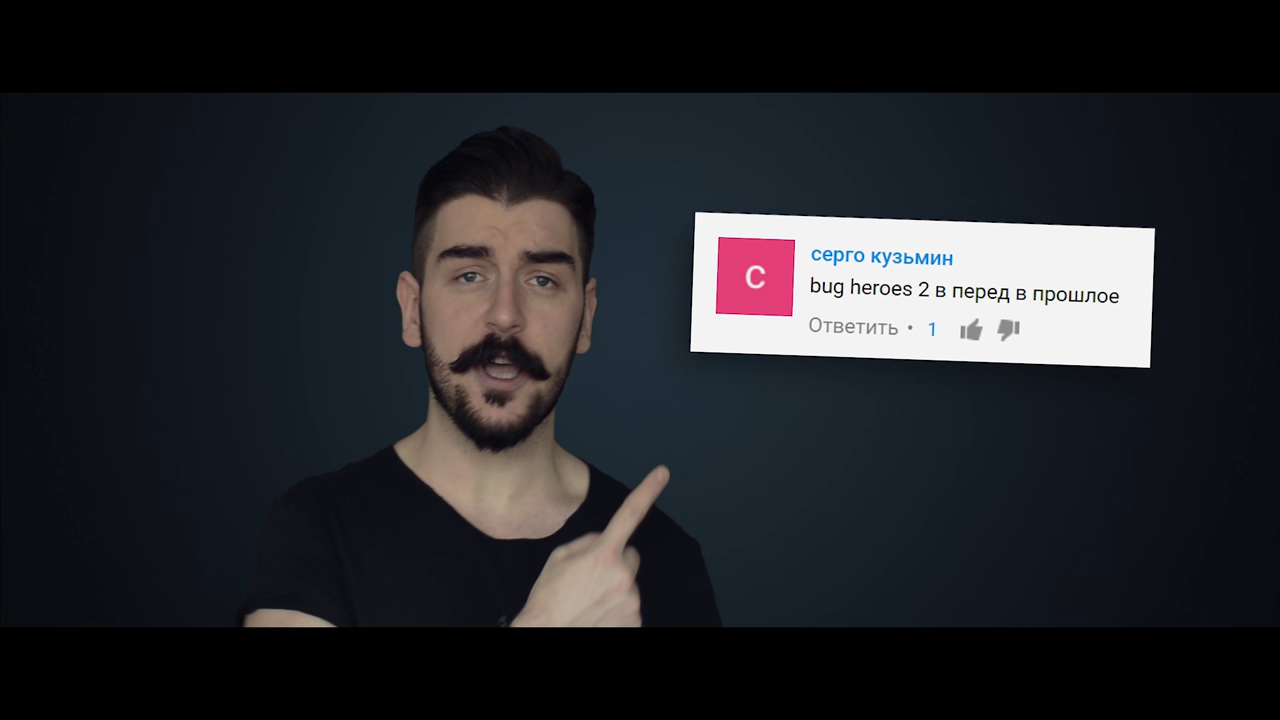 С
серго кузьмин
bug heroes 2 в перед в прошлое
Ответить • 1